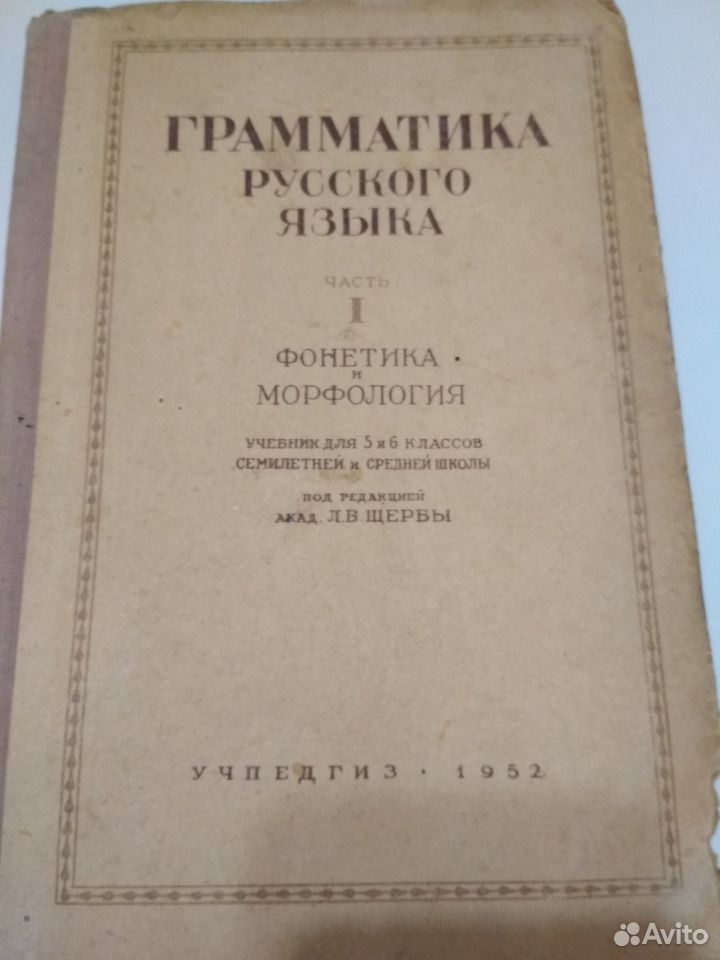 ГРАММАТИКА
РУССКОГО
ЯЗЫКА
ЧАСТЬ
I
ФОНЕТИКА
и
МОРФОЛОГИЯ
УЧЕБНИК ДЛЯ 5 и 6 КЛАССОВ
СЕМИЛЕТНЕЙ и СРЕДНЕЙ ШКОЛЫ
ПОД РЕДАКЦИЕЙ
АКАД. Л. В. ЩЕРБЫ
УЧПЕДГИЗ · 1952
Avito